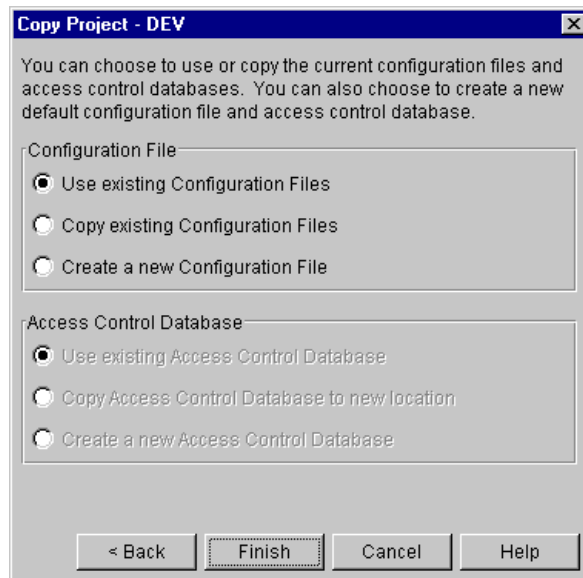 Copy Project - DEV
You can choose to use or copy the current configuration files and
access control databases. You can also choose to create a new
default configuration file and access control database.
Configuration File
Use existing Configuration Files
Copy existing Configuration Files
Create a new Configuration File
Access Control Database
Use existing Access Control Database
Copy Access Control Database to new location
Create a new Access Control Database
< Back Finish Cancel Help